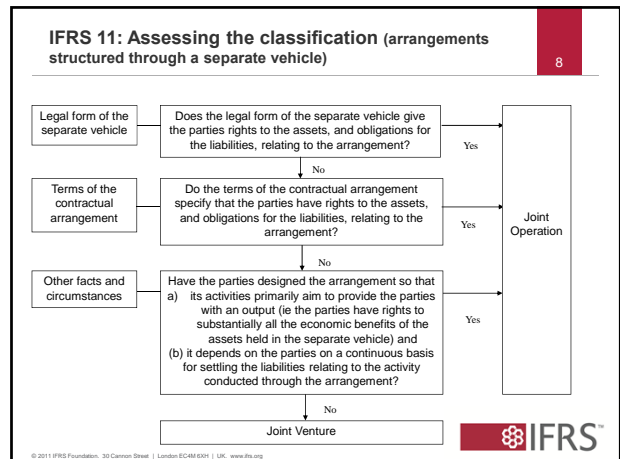 IFRS 11: Assessing the classification (arrangements
structured through a separate vehicle)
8
Legal form of the
separate vehicle
Does the legal form of the separate vehicle give
the parties rights to the assets, and obligations for
the liabilities, relating to the arrangement?
Yes
No
Terms of the
contractual
arrangement
Do the terms of the contractual arrangement
specify that the parties have rights to the assets,
and obligations for the liabilities, relating to the
arrangement?
Yes
Joint
Operation
No
Other facts and
circumstances
Have the parties designed the arrangement so that
a) its activities primarily aim to provide the parties
with an output (ie the parties have rights to
substantially all the economic benefits of the
assets held in the separate vehicle) and
(b) it depends on the parties on a continuous basis
for settling the liabilities relating to the activity
conducted through the arrangement?
Yes
No
Joint Venture
IFRS™
© 2011 IFRS Foundation. 30 Cannon Street | London EC4M 6XH | UK. www.ifrs.org